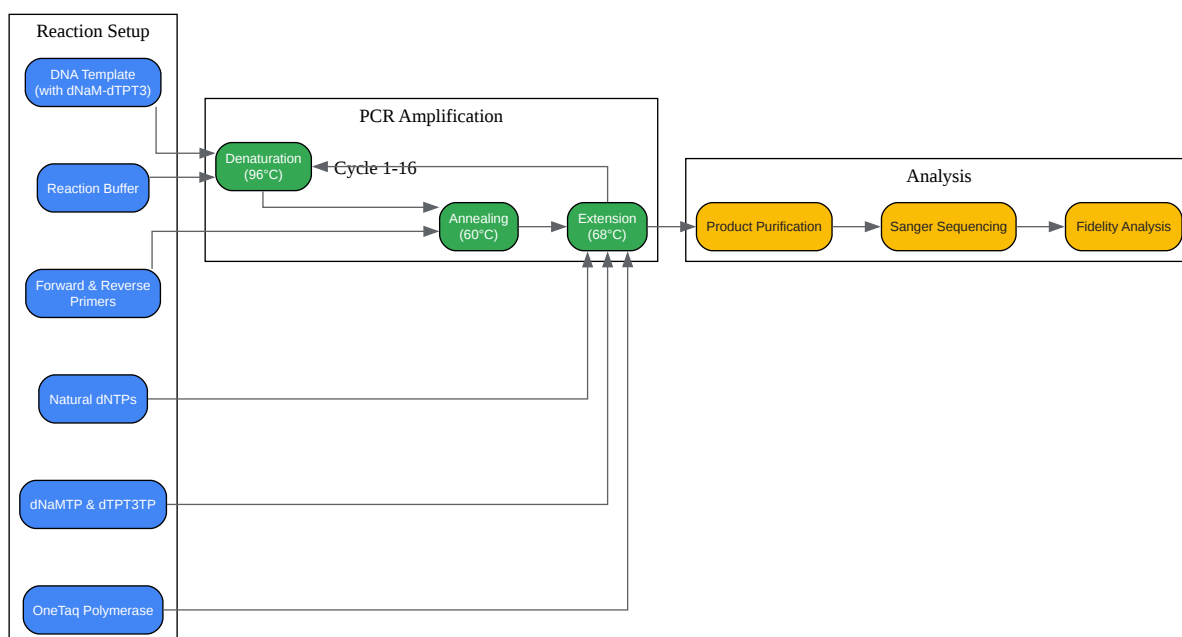 Reaction Setup
DNA Template
(with dNaM-dTPT3)
Reaction Buffer
Forward & Reverse
Primers
Natural dNTPs
dNaMTP & dTPT3TP
OneTaq Polymerase
PCR Amplification
Denaturation
(96°C)
Cycle 1-16
Annealing
(60°C)
Extension
(68°C)
Analysis
Product Purification
Sanger Sequencing
Fidelity Analysis